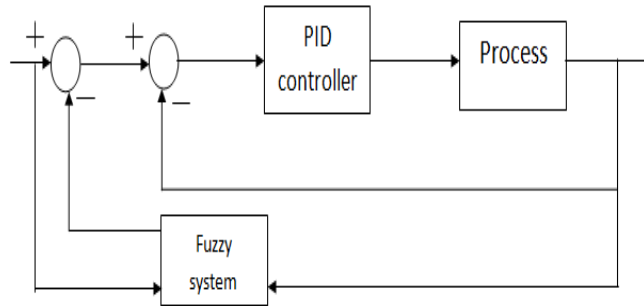 +
+
PID
controller
Process
−
−
Fuzzy
system